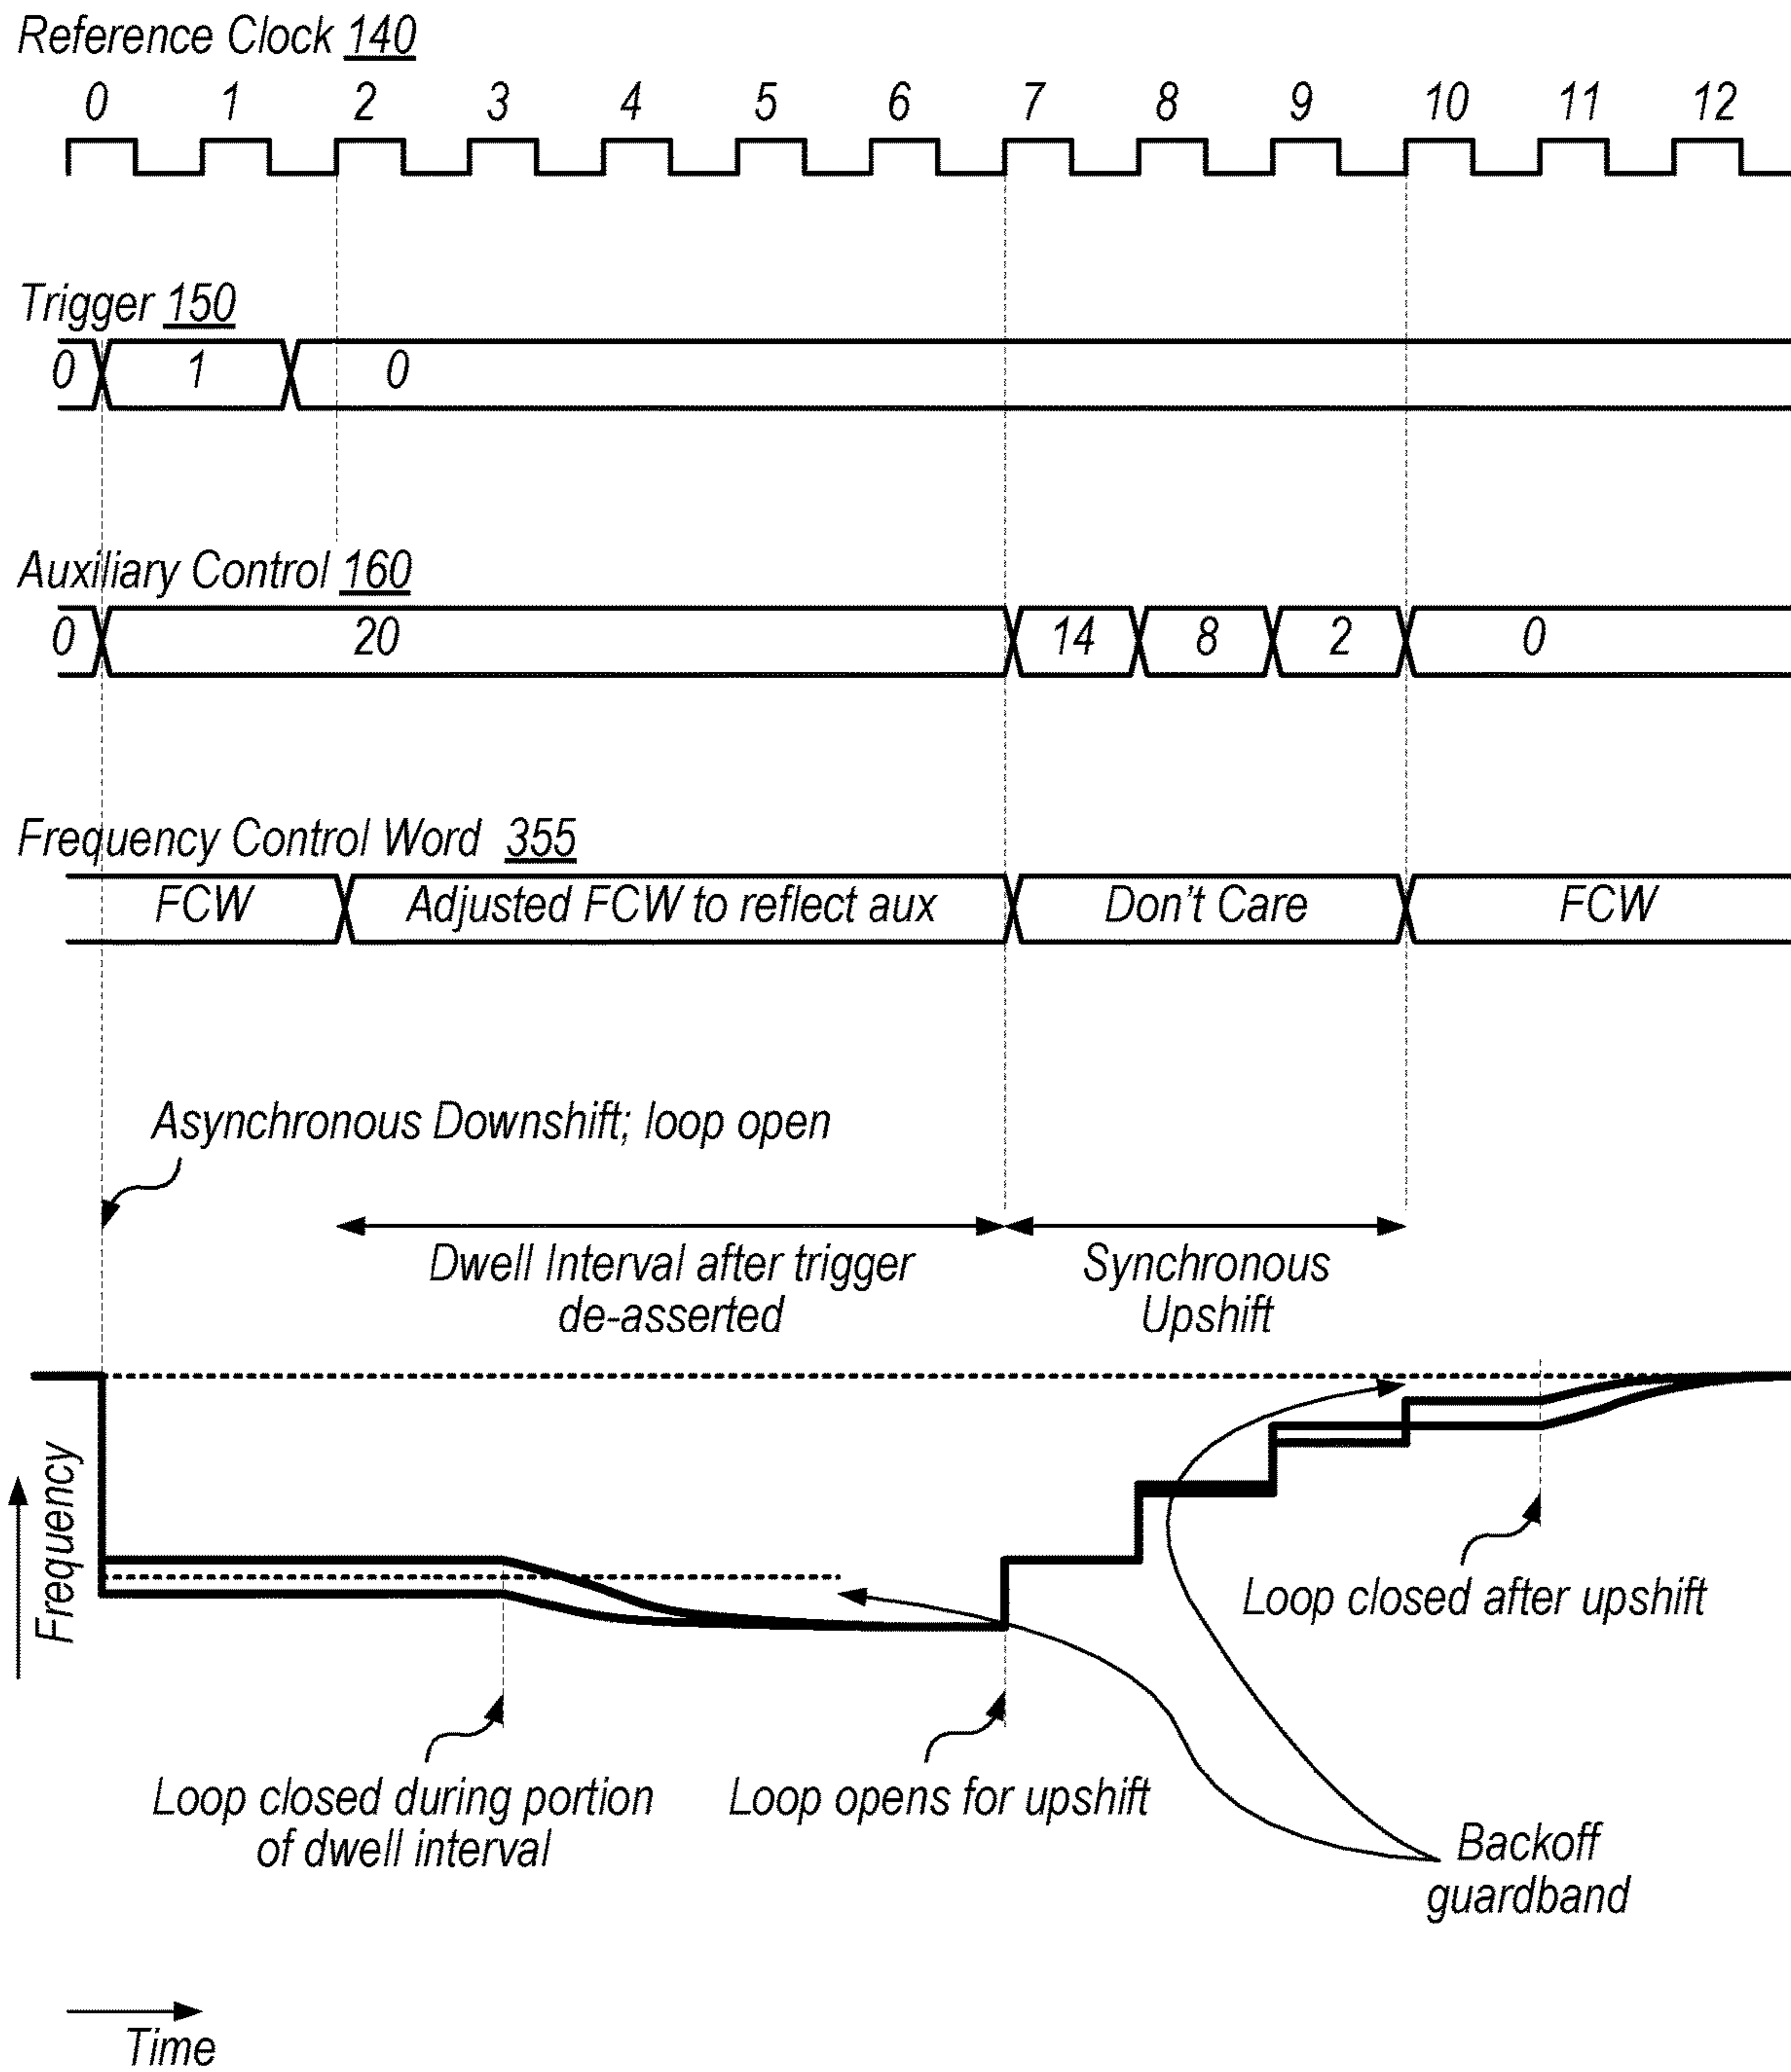 Reference Clock 140
0 1 2 3 4 5 6 7 8 9 10 11 12
Trigger 150
0 1 0
Auxiliary Control 160
0 20 14 8 2 0
Frequency Control Word 355
FCW Adjusted FCW to reflect aux Don't Care FCW
Asynchronous Downshift; loop open
Dwell Interval after trigger
de-asserted
Synchronous
Upshift
Frequency
Loop closed after upshift
Loop closed during portion
of dwell interval
Loop opens for upshift
Backoff
guardband
Time